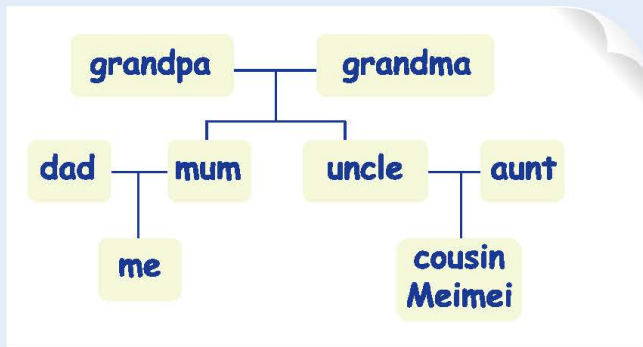 grandpa
grandma
dad
mum
uncle
aunt
me
cousin
Meimei